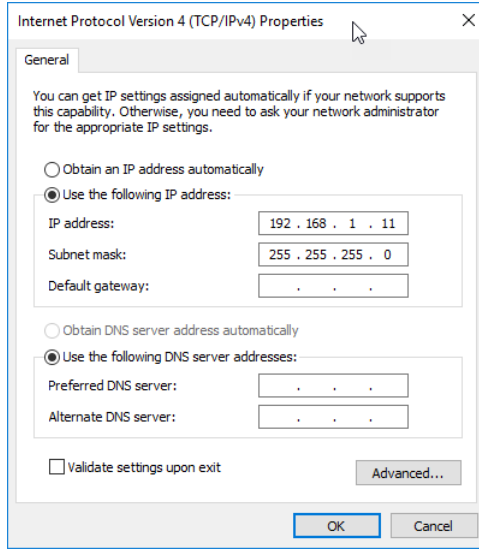 Internet Protocol Version 4 (TCP/IPv4) Properties
General
You can get IP settings assigned automatically if your network supports
this capability. Otherwise, you need to ask your network administrator
for the appropriate IP settings.
Obtain an IP address automatically
Use the following IP address:
IP address: 192 . 168 . 1 . 11
Subnet mask: 255 . 255 . 255 . 0
Default gateway: . . .
Obtain DNS server address automatically
Use the following DNS server addresses:
Preferred DNS server: . . .
Alternate DNS server: . . .
Validate settings upon exit
Advanced...
OK Cancel